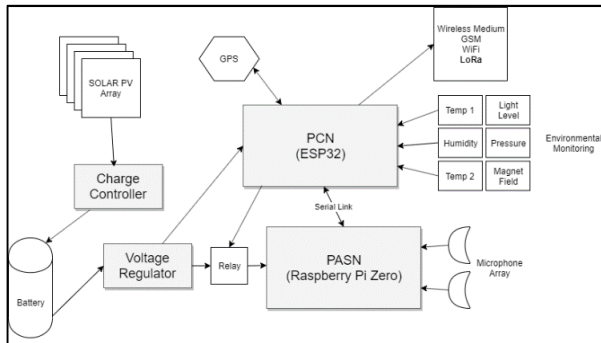 SOLAR PV
Array
GPS
Wireless Medium
GSM
WiFi
LoRa
PCN
(ESP32)
Temp 1
Light
Level
Humidity
Pressure
Temp 2
Magnet
Field
Environmental
Monitoring
Charge
Controller
Serial Link
Battery
Voltage
Regulator
Relay
PASN
(Raspberry Pi Zero)
Microphone
Array